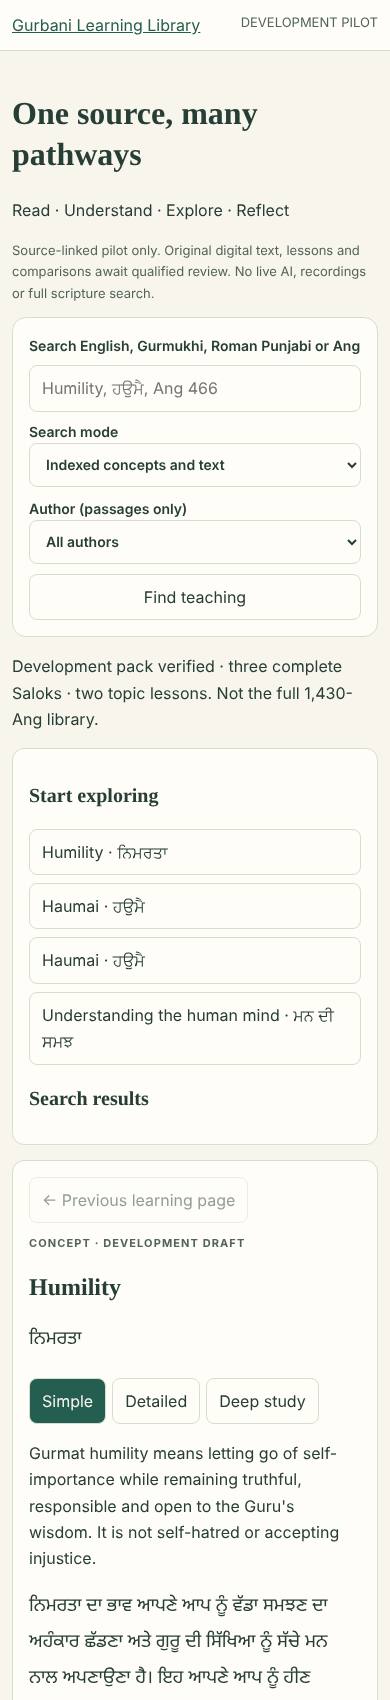 Gurbani Learning Library
DEVELOPMENT PILOT
One source, many
pathways
Read · Understand · Explore · Reflect
Source-linked pilot only. Original digital text, lessons and
comparisons await qualified review. No live AI, recordings
or full scripture search.
Search English, Gurmukhi, Roman Punjabi or Ang
Humility, ਹਉਮੈ, Ang 466
Search mode
Indexed concepts and text
Author (passages only)
All authors
Find teaching
Development pack verified · three complete
Saloks · two topic lessons. Not the full 1,430-
Ang library.
Start exploring
Humility · ਨਿਮਰਤਾ
Haumai · ਹਉਮੈ
Haumai · ਹਉਮੈ
Understanding the human mind · ਮਨ ਦੀ
ਸਮਝ
Search results
← Previous learning page
CONCEPT · DEVELOPMENT DRAFT
Humility
ਨਿਮਰਤਾ
Simple
Detailed
Deep study
Gurmat humility means letting go of self-
importance while remaining truthful,
responsible and open to the Guru's
wisdom. It is not self-hatred or accepting
injustice.
ਨਿਮਰਤਾ ਦਾ ਭਾਵ ਆਪਣੇ ਆਪ ਨੂੰ ਵੱਡਾ ਸਮਝਣ ਦਾ
ਅਹੰਕਾਰ ਛੱਡਣਾ ਅਤੇ ਗੁਰੂ ਦੀ ਸਿੱਖਿਆ ਨੂੰ ਸੱਚੇ ਮਨ
ਨਾਲ ਅਪਣਾਉਣਾ ਹੈ। ਇਹ ਆਪਣੇ ਆਪ ਨੂੰ ਹੀਣ